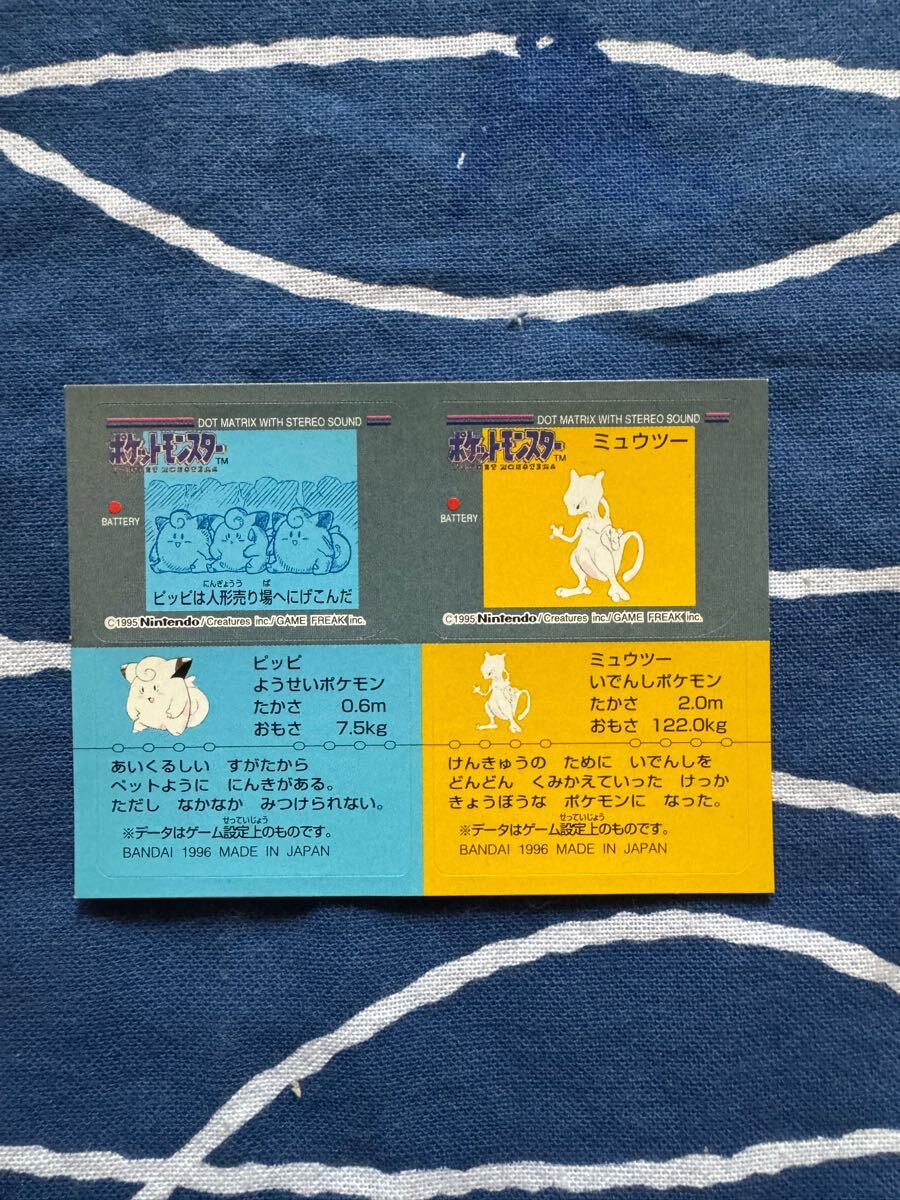 DOT MATRIX WITH STEREO SOUND
ポケットモンスター TM
POCKET MONSTERS
BATTERY
にんぎょううば
ピッピは人形売り場へにげこんだ
©1995 Nintendo/Creatures inc./GAME FREAK inc.
ピッピ
ようせいポケモン
たかさ 0.6m
おもさ 7.5kg
あいくるしい すがたから
ペットように にんきがある。
ただし なかなか みつけられない。
せっていじょう
※データはゲーム設定上のものです。
BANDAI 1996 MADE IN JAPAN
DOT MATRIX WITH STEREO SOUND
ポケットモンスター TM
POCKET MONSTERS
ミュウツー
BATTERY
©1995 Nintendo/Creatures inc./GAME FREAK inc.
ミュウツー
いでんしポケモン
たかさ 2.0m
おもさ 122.0kg
けんきゅうの ために いでんしを
どんどん くみかえていった けっか
きょうぼうな ポケモンに なった。
せっていじょう
※データはゲーム設定上のものです。
BANDAI 1996 MADE IN JAPAN